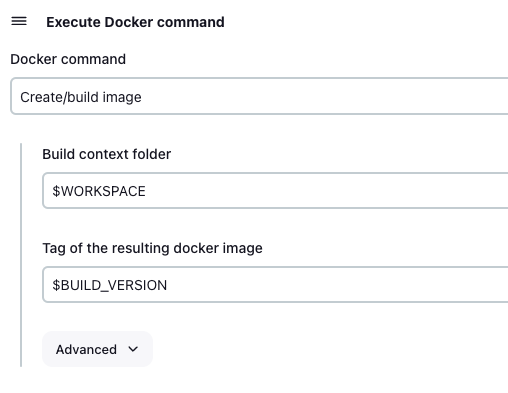 Execute Docker command
Docker command
Create/build image
Build context folder
$WORKSPACE
Tag of the resulting docker image
$BUILD_VERSION
Advanced